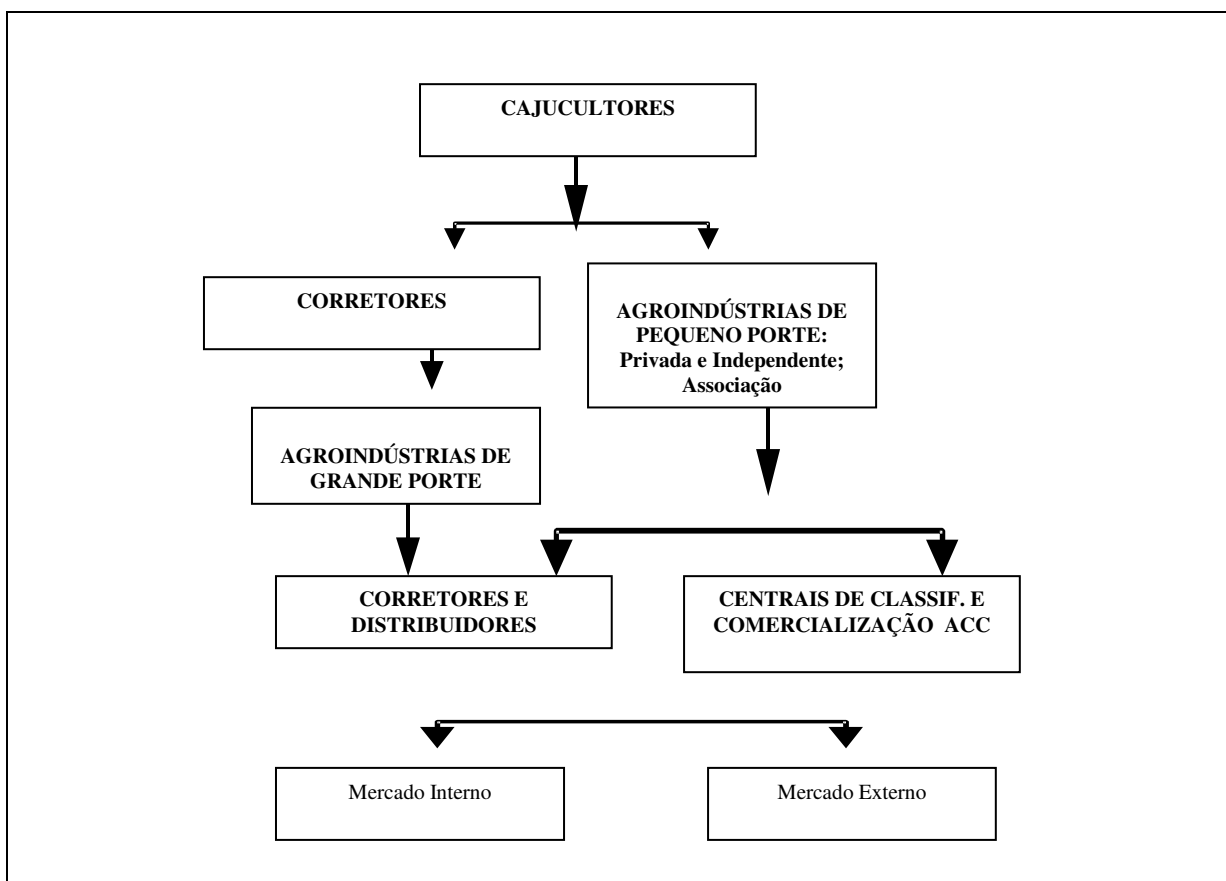 CAJUCULTORES
CORRETORES
AGROINDÚSTRIAS DE
PEQUENO PORTE:
Privada e Independente;
Associação
AGROINDÚSTRIAS DE
GRANDE PORTE
CORRETORES E
DISTRIBUIDORES
CENTRAIS DE CLASSIF. E
COMERCIALIZAÇÃO ACC
Mercado Interno
Mercado Externo